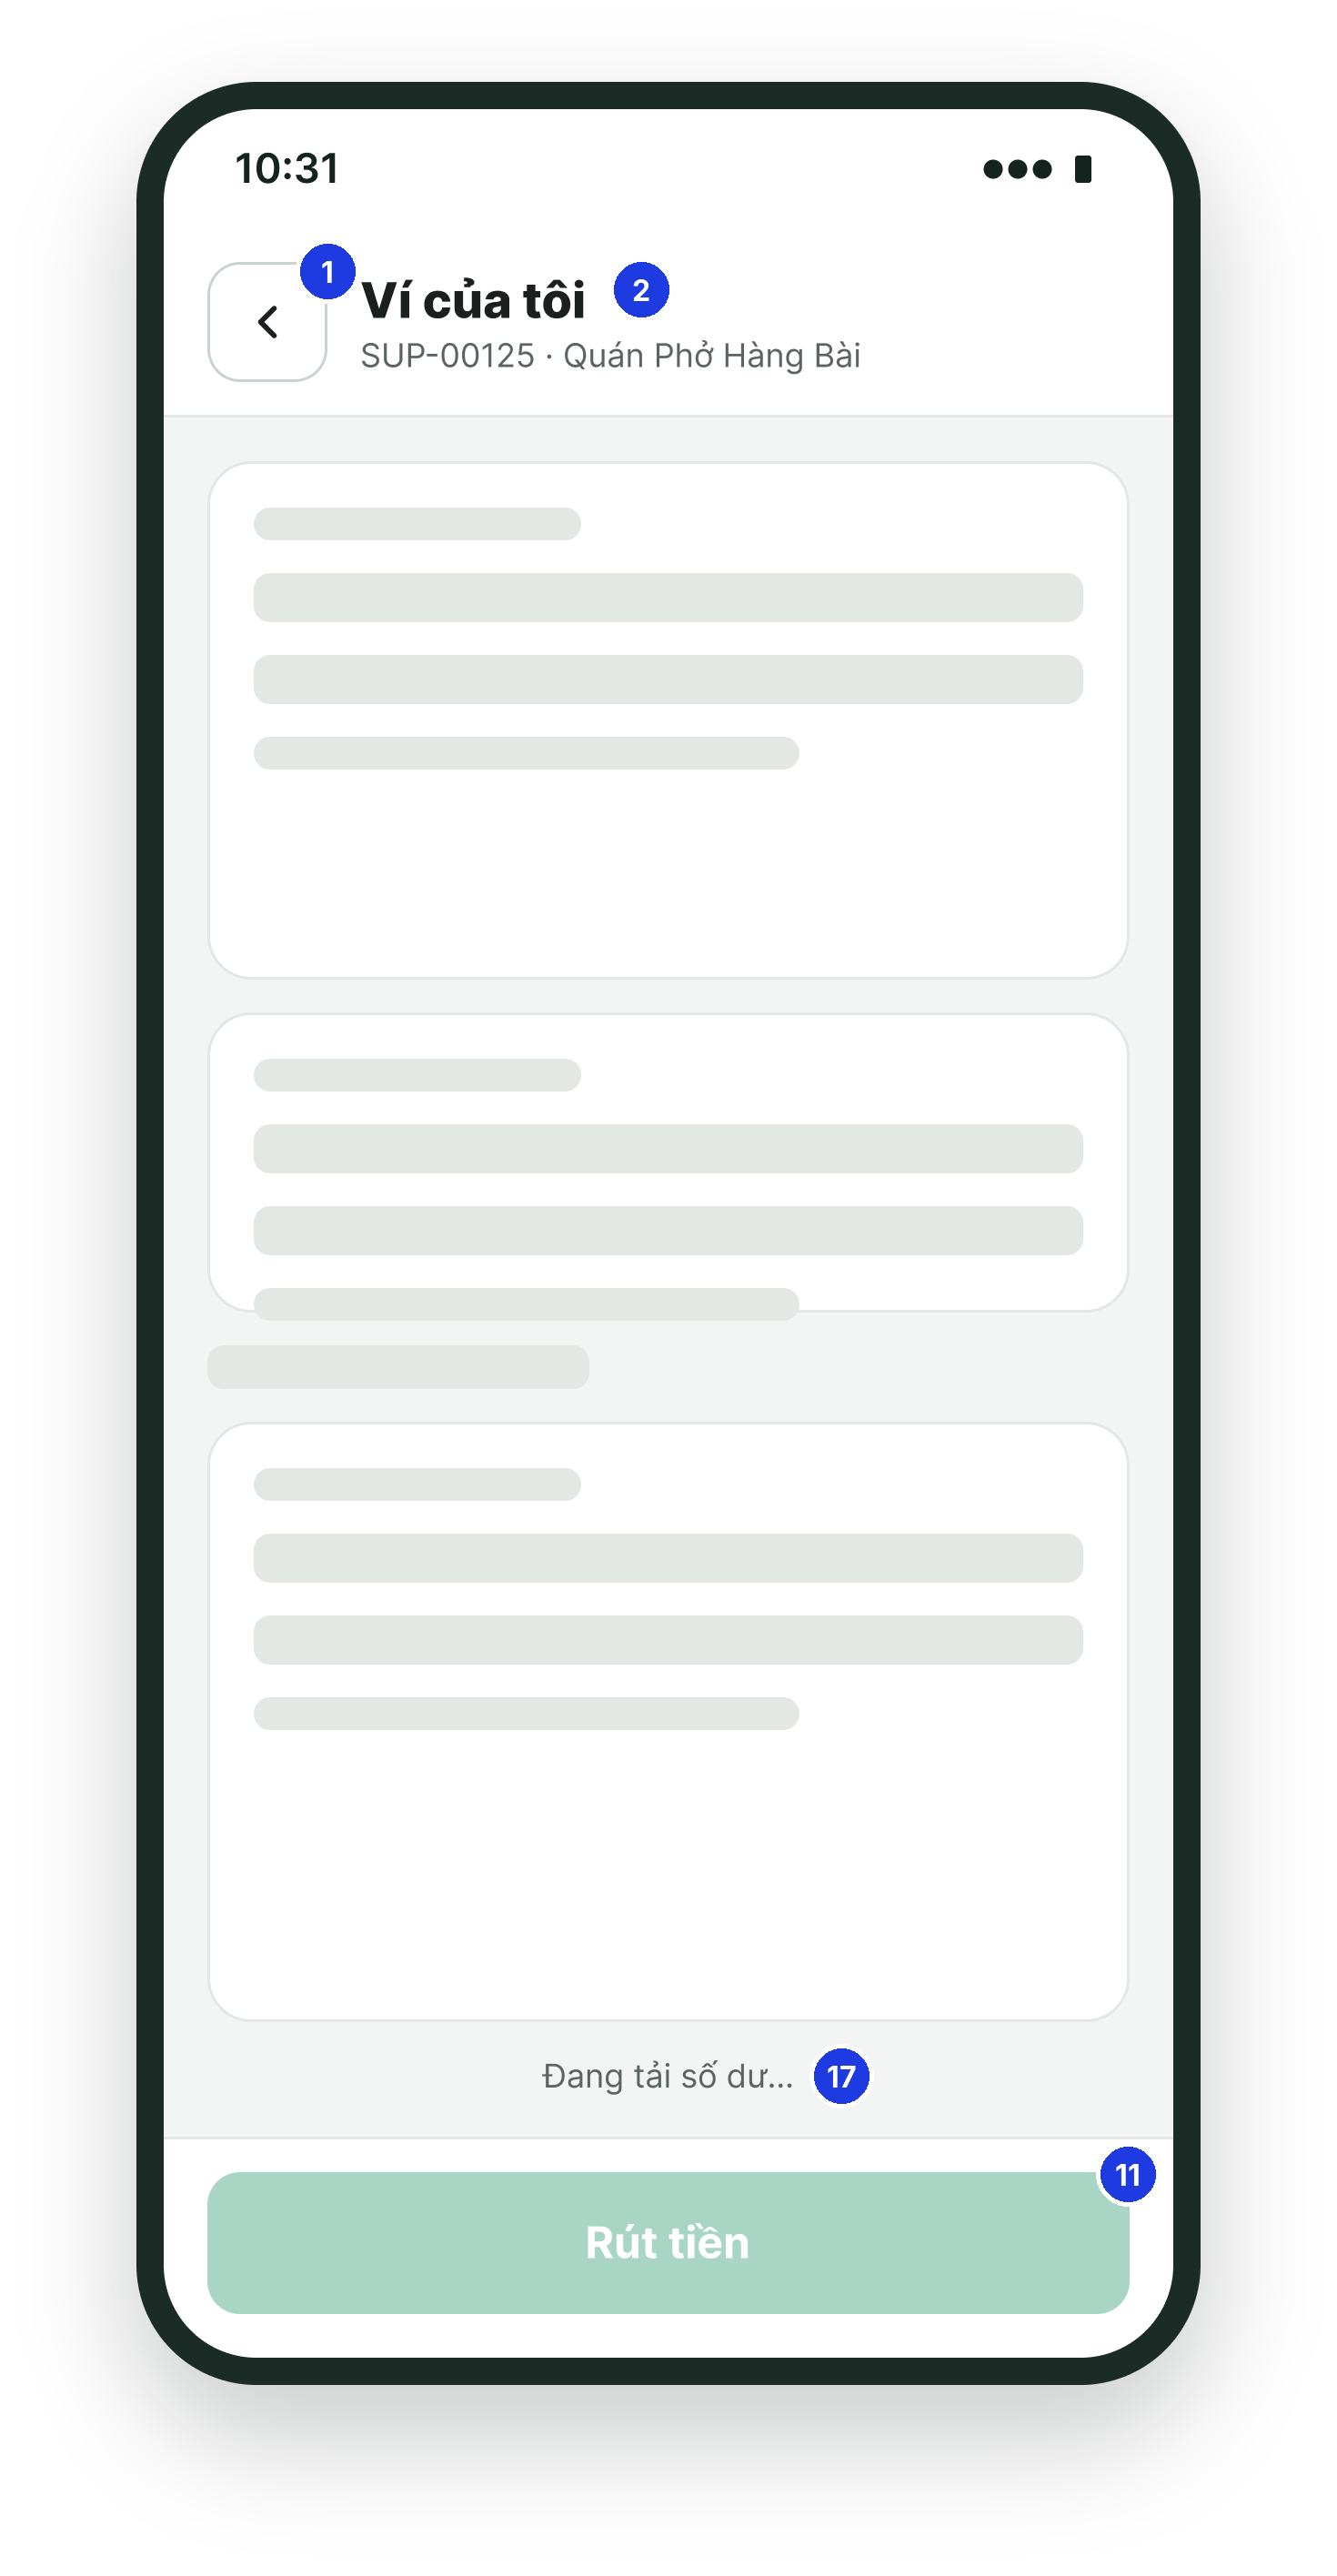 10:31
1
Ví của tôi 2
SUP-00125 · Quán Phở Hàng Bài
Đang tải số dư... 17
11
Rút tiền